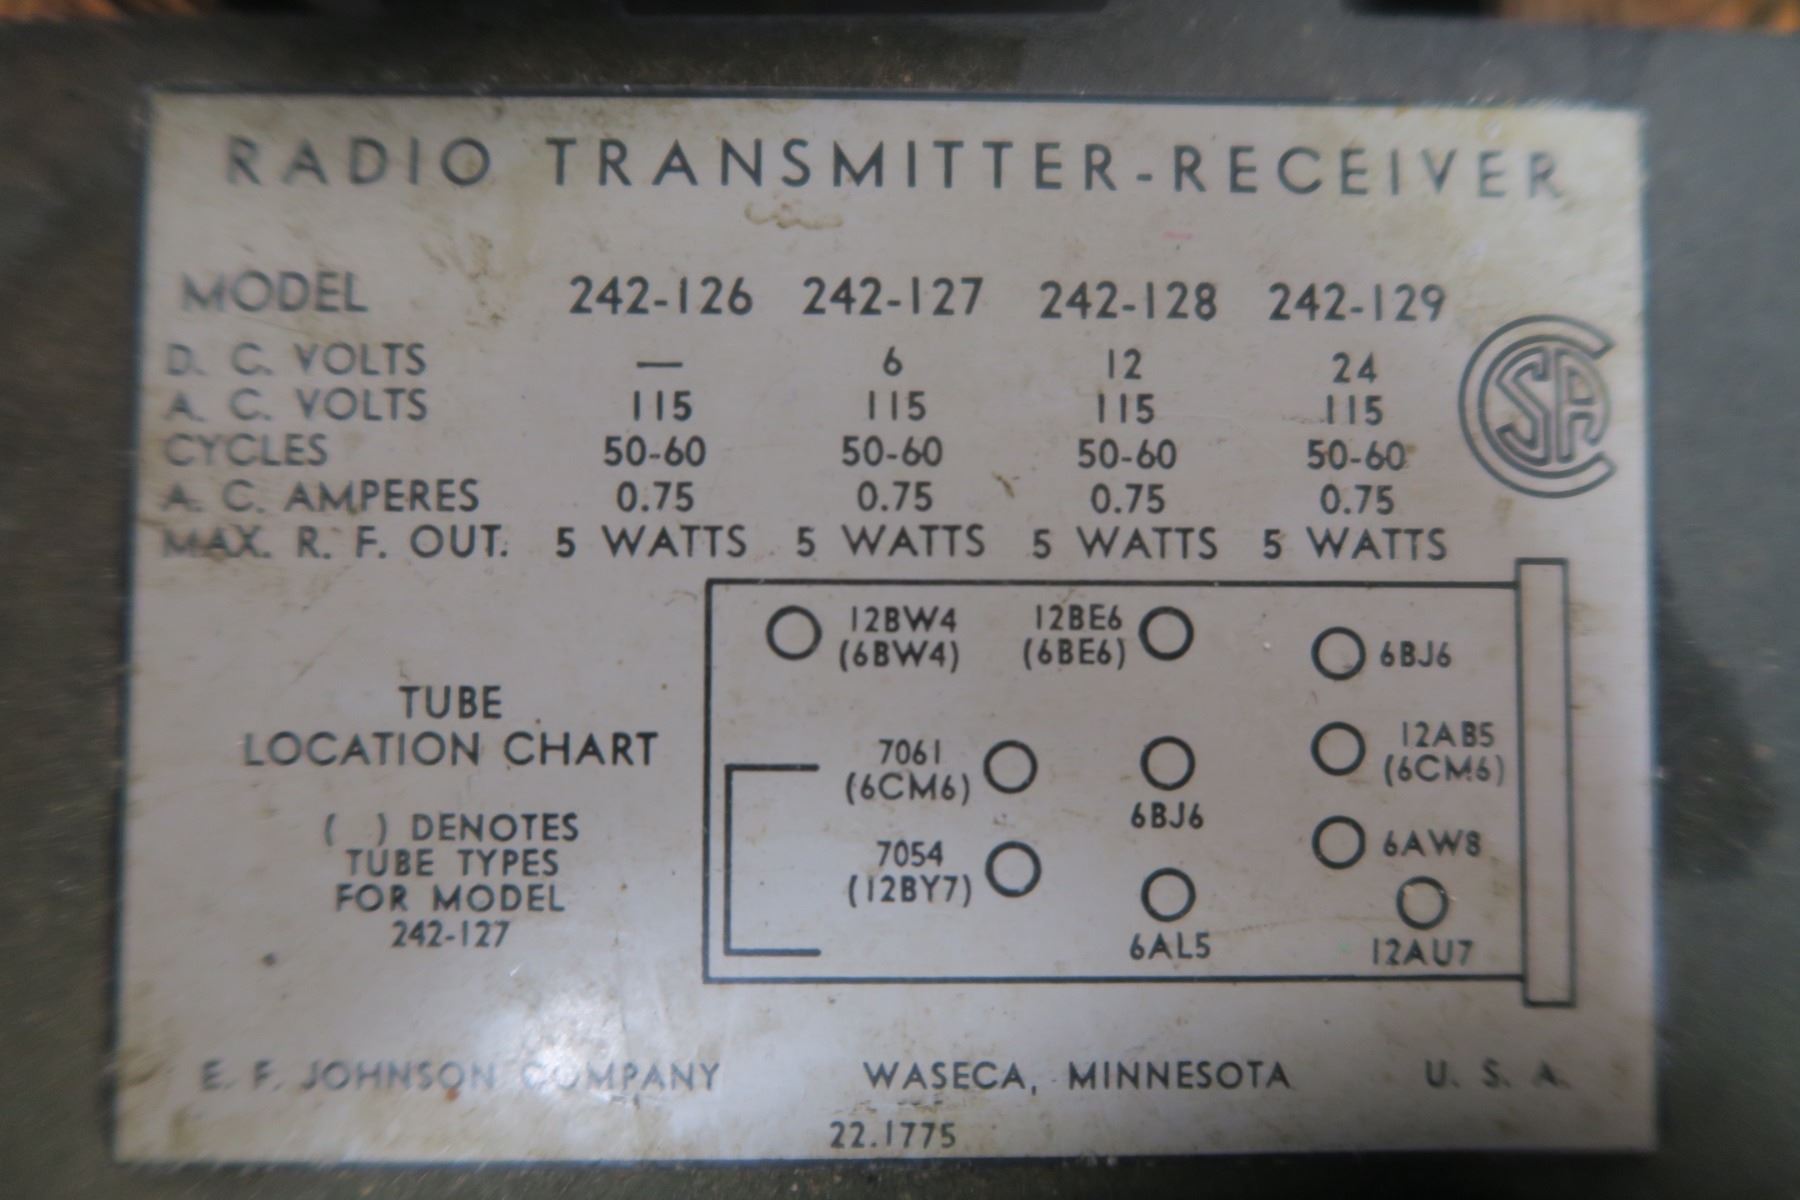 RADIO TRANSMITTER-RECEIVER
MODEL 242-126 242-127 242-128 242-129
D. C. VOLTS — 6 12 24
A. C. VOLTS 115 115 115 115
CYCLES 50-60 50-60 50-60 50-60
A. C. AMPERES 0.75 0.75 0.75 0.75
MAX. R. F. OUT. 5 WATTS 5 WATTS 5 WATTS 5 WATTS
CSA
12BW4 12BE6
(6BW4) (6BE6) 6BJ6
TUBE
LOCATION CHART
( ) DENOTES
TUBE TYPES
FOR MODEL
242-127
7061 12AB5
(6CM6) (6CM6)
6BJ6
7054 6AW8
(12BY7)
6AL5 12AU7
E. F. JOHNSON COMPANY WASECA, MINNESOTA U. S. A.
22.1775